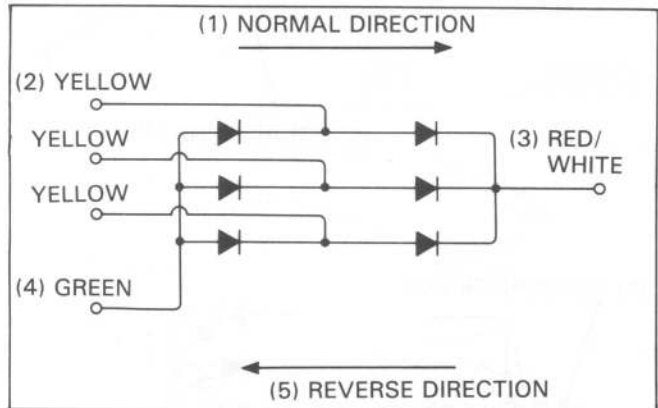 (1) NORMAL DIRECTION
(2) YELLOW
YELLOW
YELLOW
(3) RED/
WHITE
(4) GREEN
(5) REVERSE DIRECTION